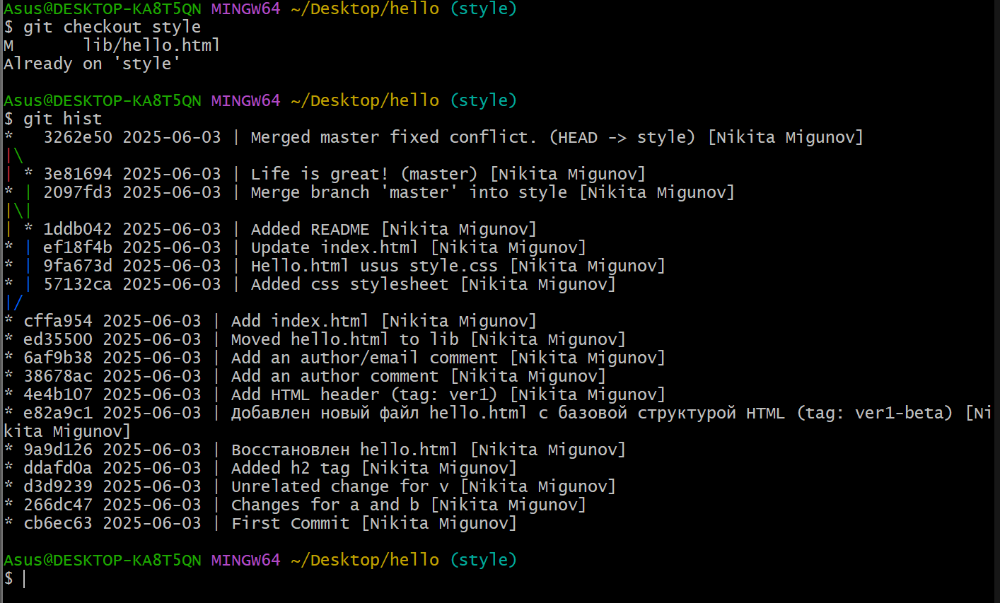 Asus@DESKTOP-KA8T5QN MINGW64 ~/Desktop/hello (style)
$ git checkout style
M       lib/hello.html
Already on 'style'

Asus@DESKTOP-KA8T5QN MINGW64 ~/Desktop/hello (style)
$ git hist
*   3262e50 2025-06-03 | Merged master fixed conflict. (HEAD -> style) [Nikita Migunov]
|\
| * 3e81694 2025-06-03 | Life is great! (master) [Nikita Migunov]
* | 2097fd3 2025-06-03 | Merge branch 'master' into style [Nikita Migunov]
|\|
| * 1ddb042 2025-06-03 | Added README [Nikita Migunov]
* | ef18f4b 2025-06-03 | Update index.html [Nikita Migunov]
* | 9fa673d 2025-06-03 | Hello.html usus style.css [Nikita Migunov]
* | 57132ca 2025-06-03 | Added css stylesheet [Nikita Migunov]
|/
* cffa954 2025-06-03 | Add index.html [Nikita Migunov]
* ed35500 2025-06-03 | Moved hello.html to lib [Nikita Migunov]
* 6af9b38 2025-06-03 | Add an author/email comment [Nikita Migunov]
* 38678ac 2025-06-03 | Add an author comment [Nikita Migunov]
* 4e4b107 2025-06-03 | Add HTML header (tag: ver1) [Nikita Migunov]
* e82a9c1 2025-06-03 | Добавлен новый файл hello.html с базовой структурой HTML (tag: ver1-beta) [Ni
kita Migunov]
* 9a9d126 2025-06-03 | Восстановлен hello.html [Nikita Migunov]
* ddafd0a 2025-06-03 | Added h2 tag [Nikita Migunov]
* d3d9239 2025-06-03 | Unrelated change for v [Nikita Migunov]
* 266dc47 2025-06-03 | Changes for a and b [Nikita Migunov]
* cb6ec63 2025-06-03 | First Commit [Nikita Migunov]

Asus@DESKTOP-KA8T5QN MINGW64 ~/Desktop/hello (style)
$